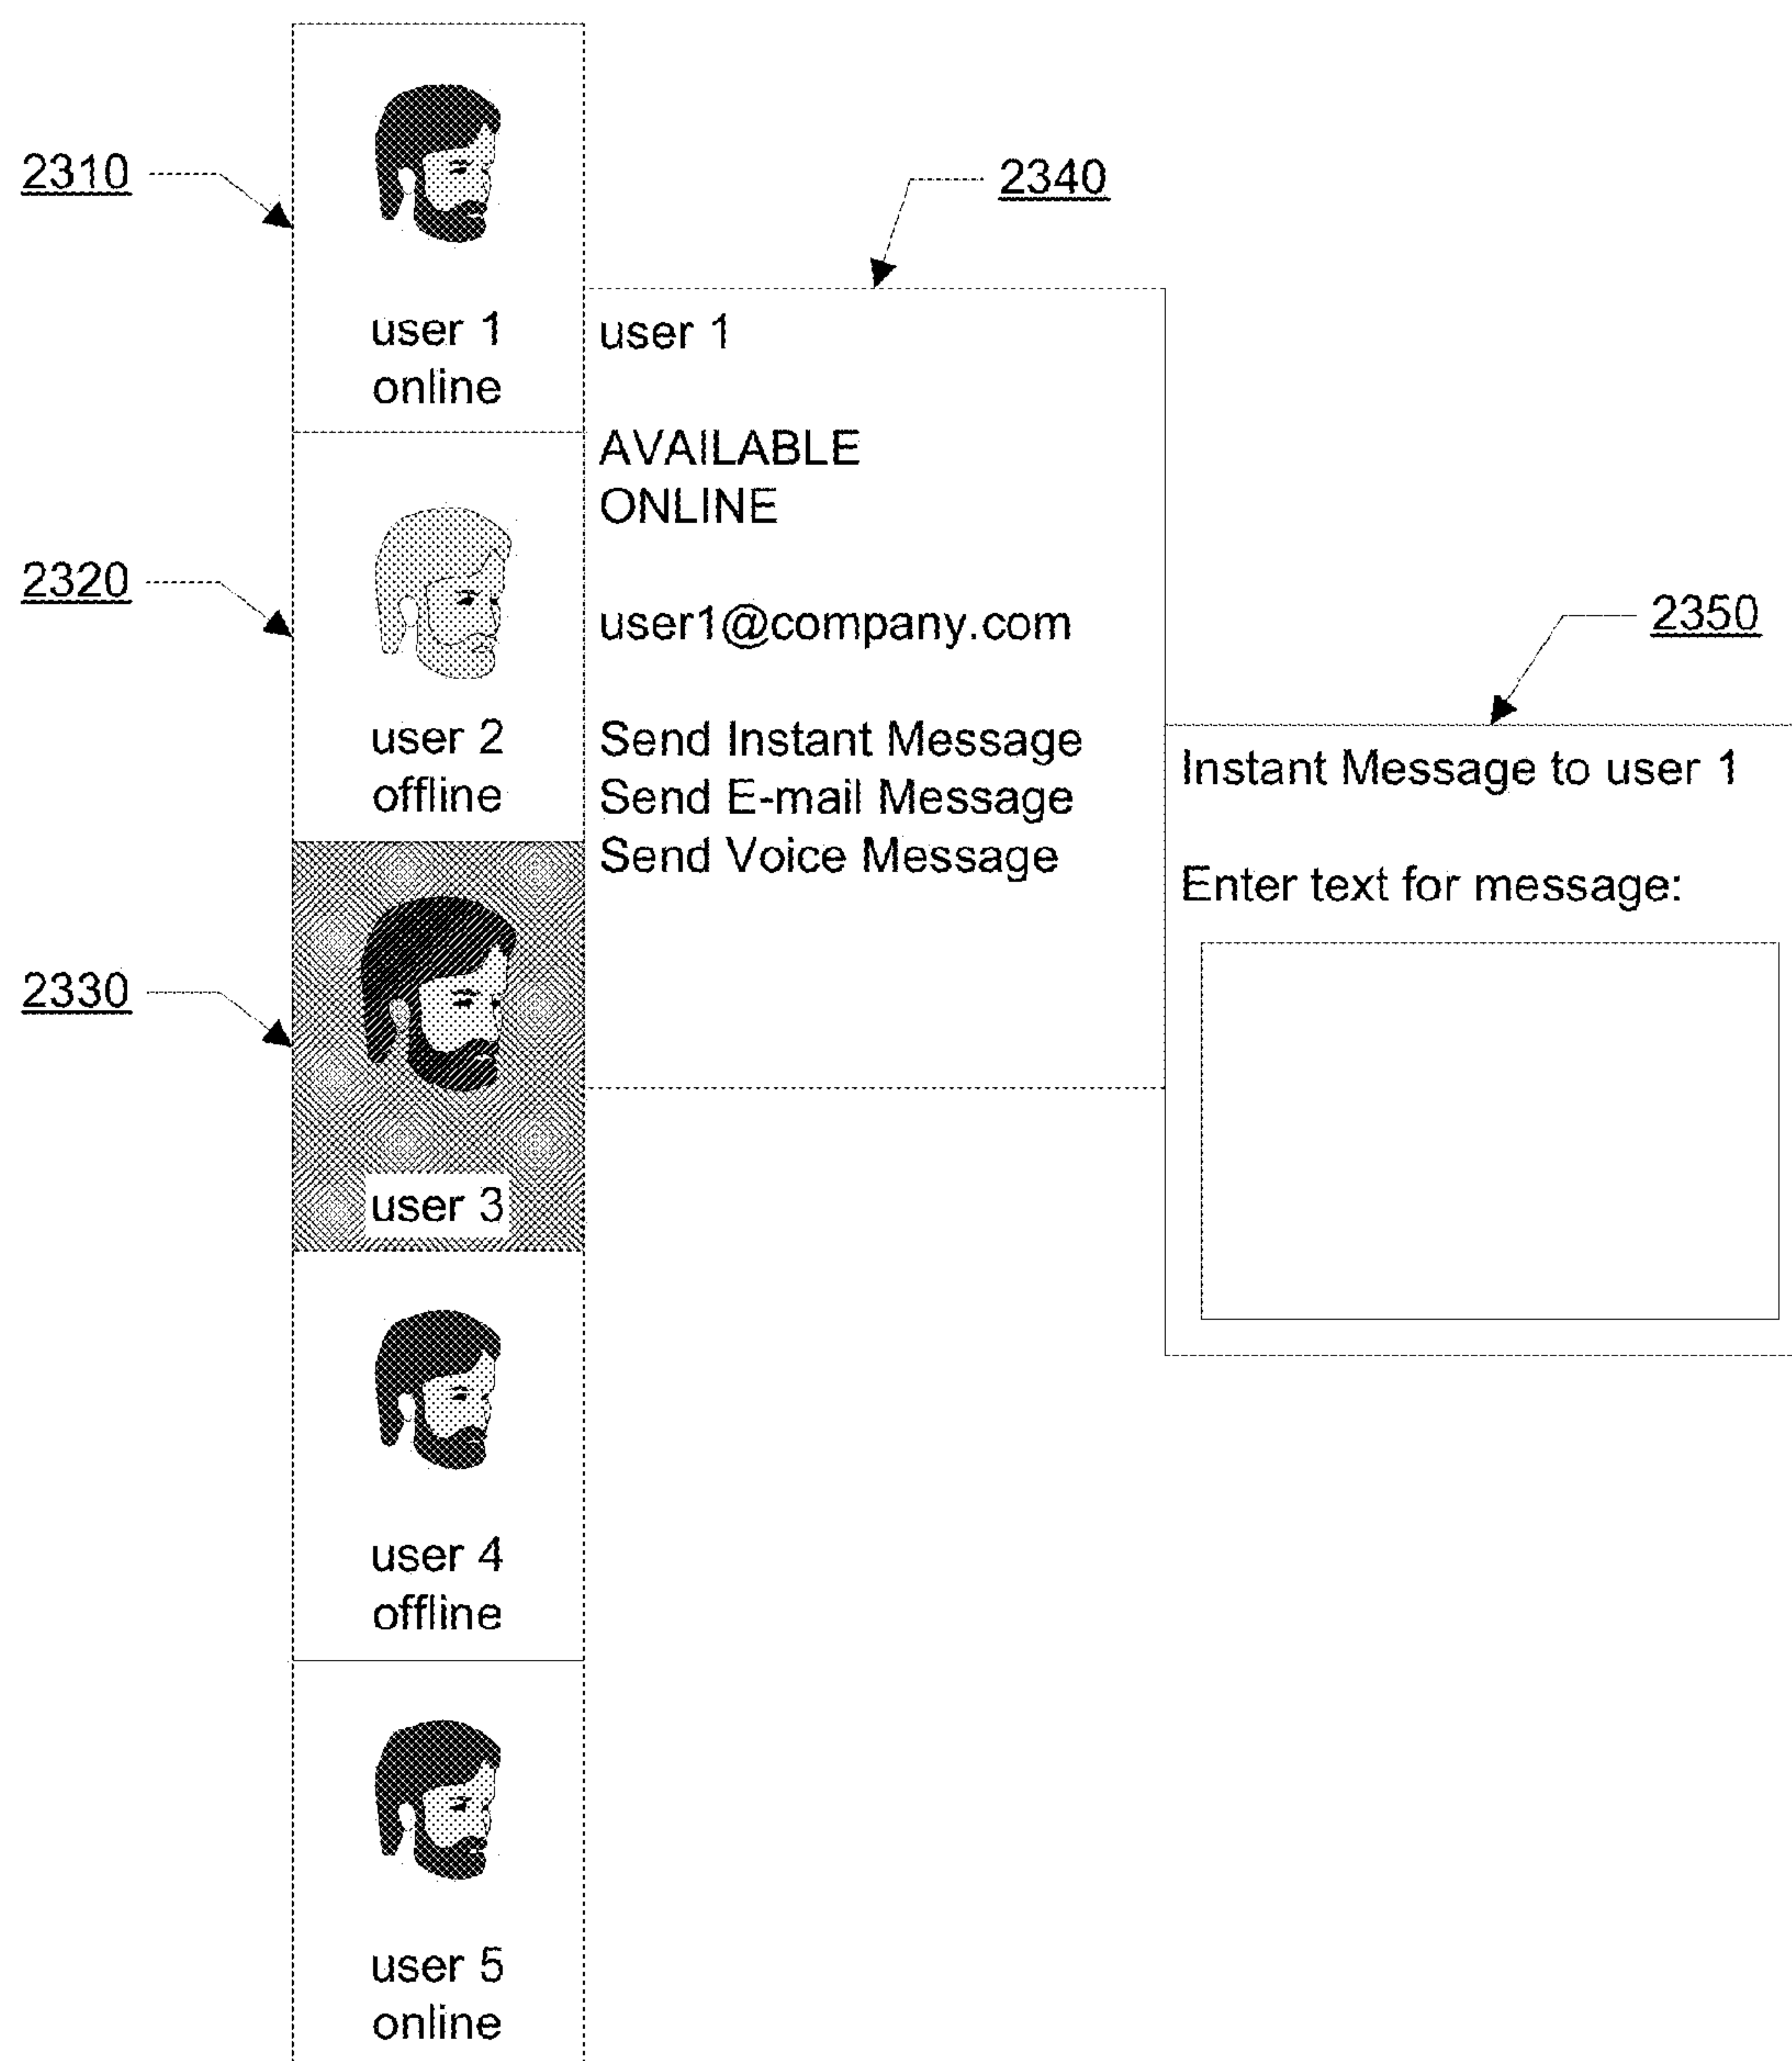 2310
user 1
online
2320
user 2
offline
2330
user 3
user 4
offline
user 5
online
2340
user 1
AVAILABLE
ONLINE
user1@company.com
Send Instant Message
Send E-mail Message
Send Voice Message
2350
Instant Message to user 1
Enter text for message: